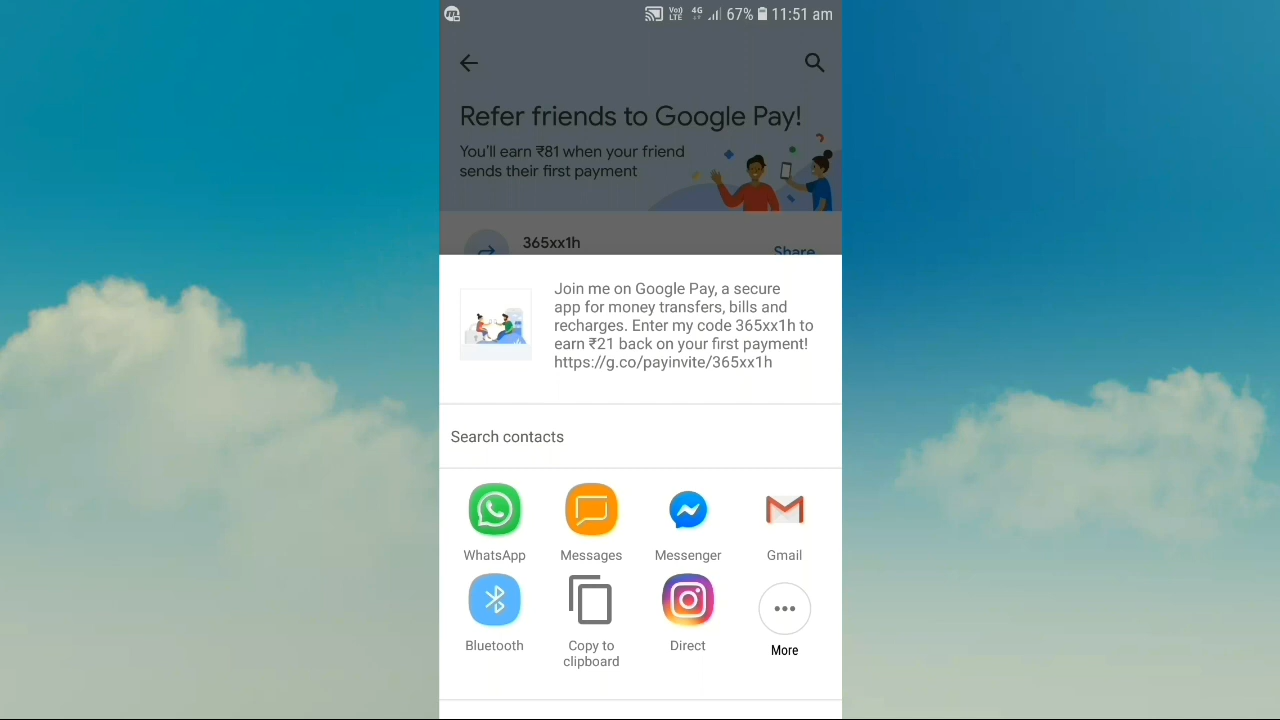 VoI) LTE 4G 67% 11:51 am
Refer friends to Google Pay!
You'll earn ₹81 when your friend
sends their first payment
365xx1h
Share
Join me on Google Pay, a secure
app for money transfers, bills and
recharges. Enter my code 365xx1h to
earn ₹21 back on your first payment!
https://g.co/payinvite/365xx1h
Search contacts
WhatsApp Messages Messenger Gmail
Bluetooth Copy to Direct More
clipboard